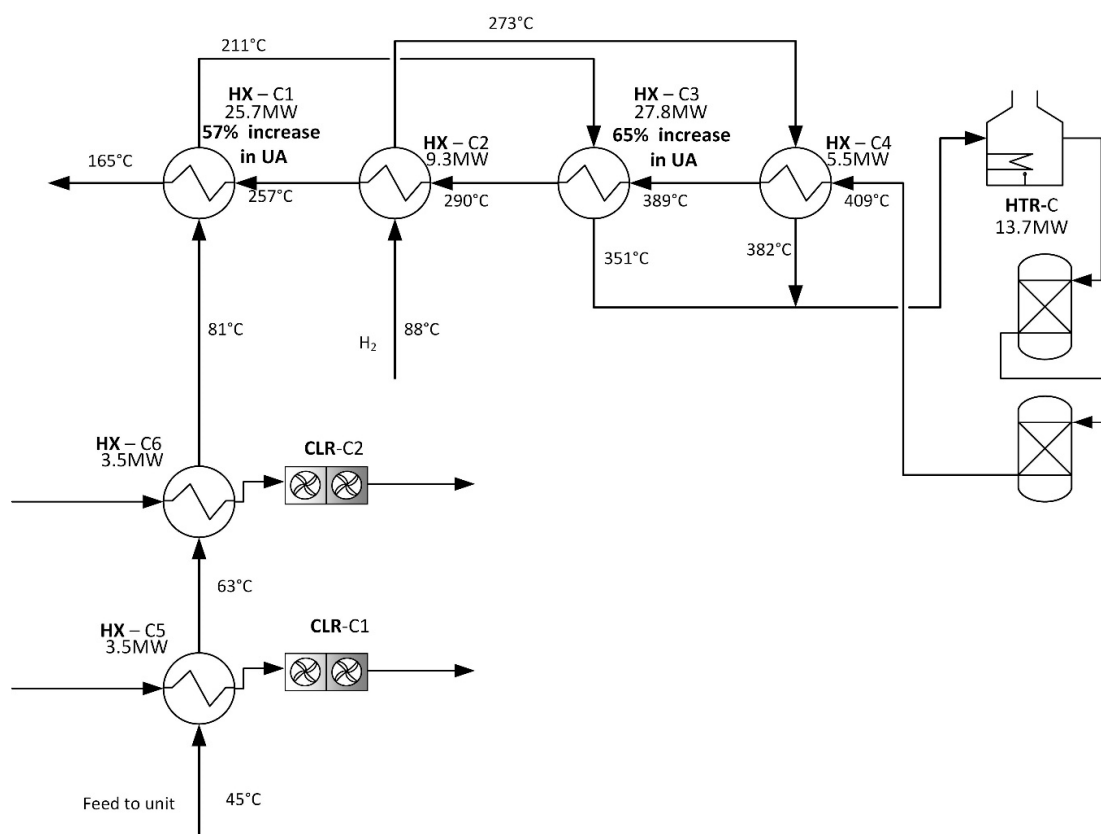 273°C
211°C
HX – C1
25.7MW
57% increase
in UA
HX – C3
27.8MW
65% increase
in UA
HX – C2
9.3MW
HX – C4
5.5MW
165°C
257°C
290°C
389°C
409°C
HTR-C
13.7MW
351°C
382°C
81°C
H₂
88°C
HX – C6
3.5MW
CLR-C2
63°C
HX – C5
3.5MW
CLR-C1
Feed to unit
45°C